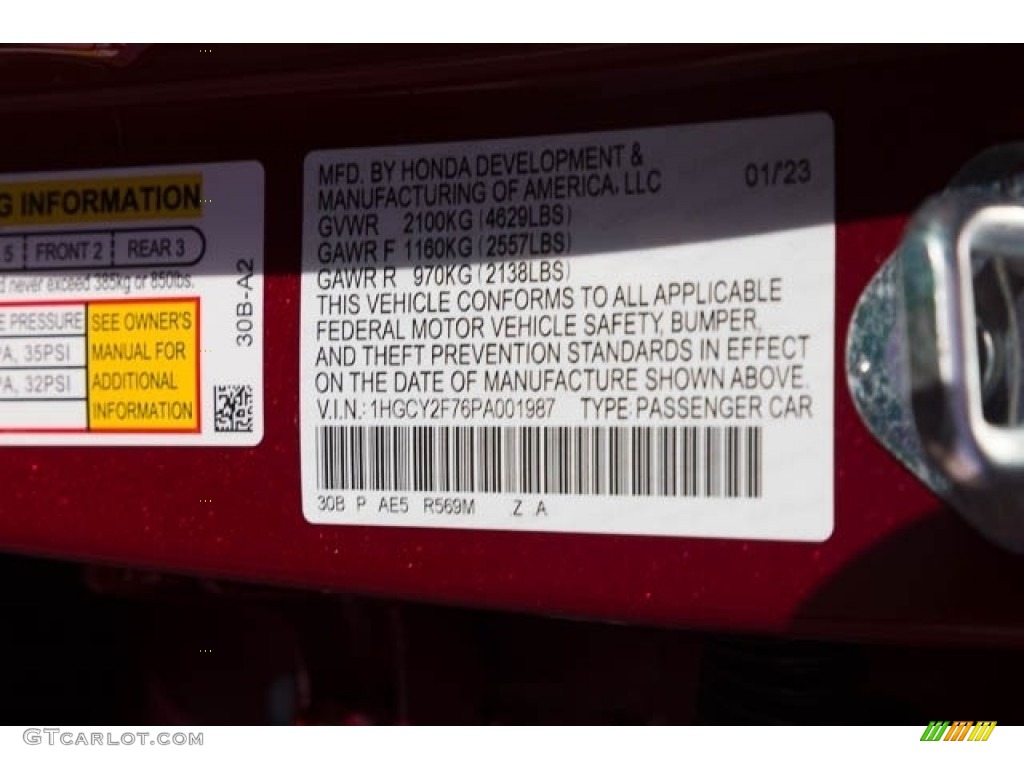 G INFORMATION
5 FRONT 2 REAR 3
never exceed 385kg or 850lbs.
E PRESSURE
PA, 35PSI
PA, 32PSI
SEE OWNER'S
MANUAL FOR
ADDITIONAL
INFORMATION
30B-A2
MFD. BY HONDA DEVELOPMENT &
MANUFACTURING OF AMERICA, LLC 01/23
GVWR 2100KG (4629LBS)
GAWR F 1160KG (2557LBS)
GAWR R 970KG (2138LBS)
THIS VEHICLE CONFORMS TO ALL APPLICABLE
FEDERAL MOTOR VEHICLE SAFETY, BUMPER,
AND THEFT PREVENTION STANDARDS IN EFFECT
ON THE DATE OF MANUFACTURE SHOWN ABOVE.
V.I.N.: 1HGCY2F76PA001987 TYPE: PASSENGER CAR
30B P AE5 R569M Z A
GTCARLOT.COM